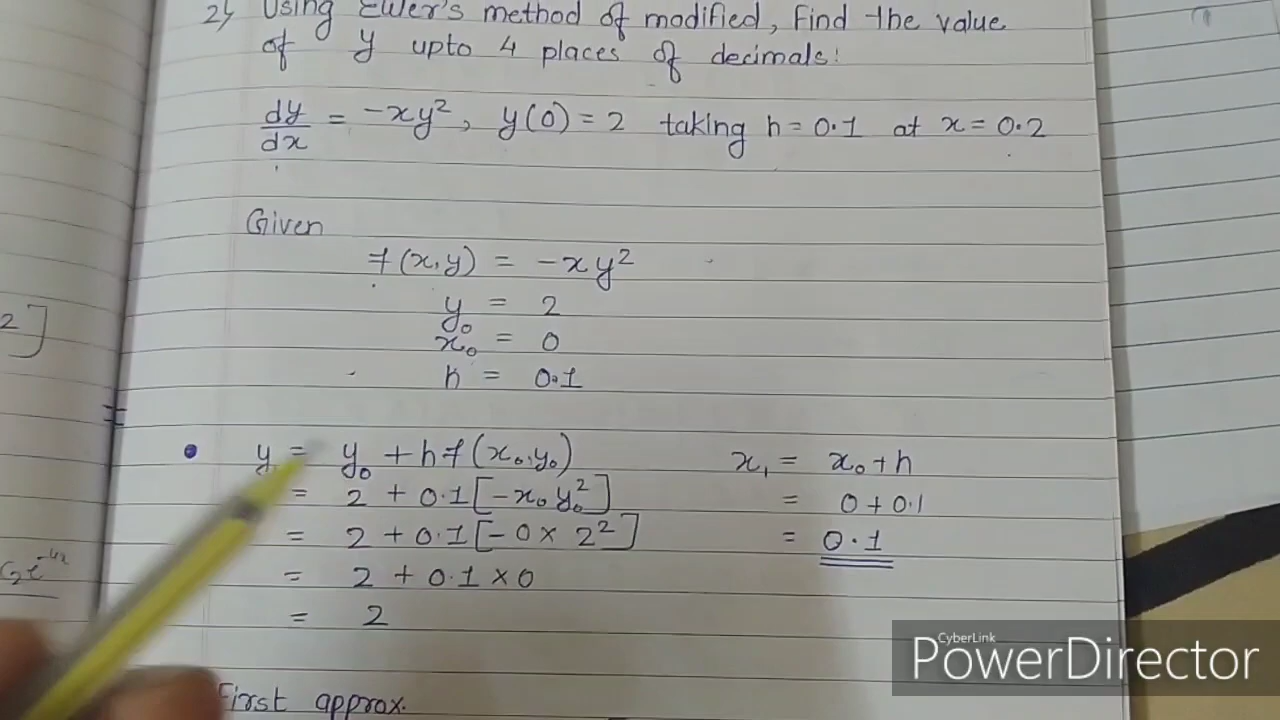 2) Using Euler's method of modified, Find the value
of y upto 4 places of decimals:
dy/dx = -xy², y(0) = 2 taking h = 0.1 at x = 0.2
Given
f(x,y) = -xy²
y₀ = 2
x₀ = 0
h = 0.1
y = y₀ + hf(x₀,y₀) x₁ = x₀+h
= 2 + 0.1[-x₀y₀²] = 0+0.1
= 2 + 0.1[-0 × 2²] = 0.1
= 2 + 0.1 × 0
= 2
First approx.
2]
CyberLink
PowerDirector